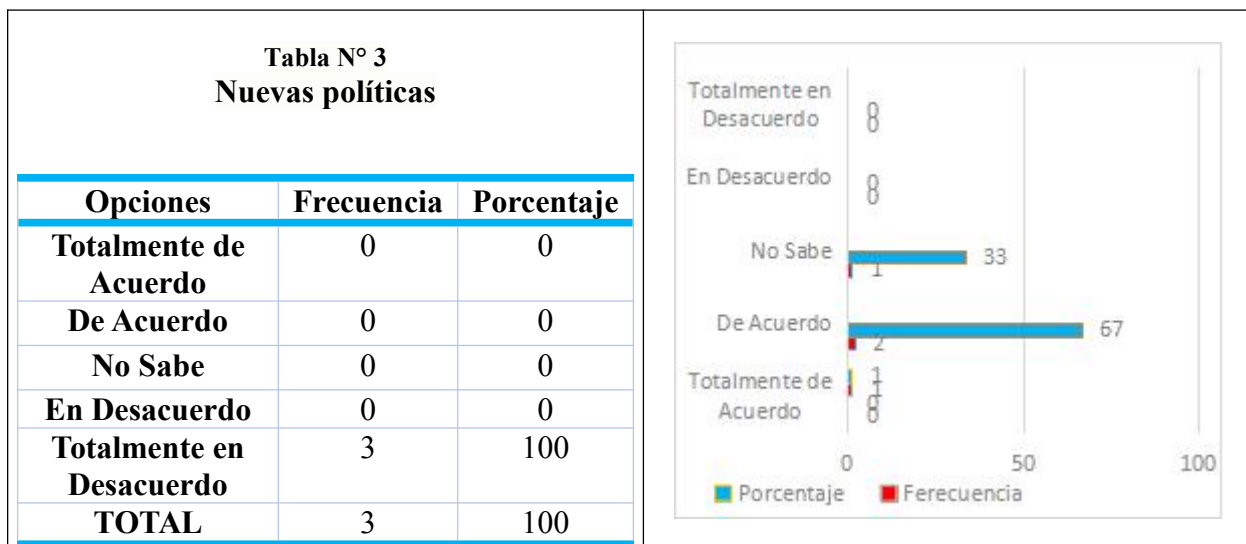 Tabla N° 3
Nuevas políticas
Opciones Frecuencia Porcentaje
Totalmente de
Acuerdo 0 0
De Acuerdo 0 0
No Sabe 0 0
En Desacuerdo 0 0
Totalmente en
Desacuerdo 3 100
TOTAL 3 100
Totalmente en
Desacuerdo
0
0
En Desacuerdo
0
0
No Sabe
33
1
De Acuerdo
67
2
Totalmente de
Acuerdo
1
1
0
0
0 50 100
Porcentaje Ferecuencia